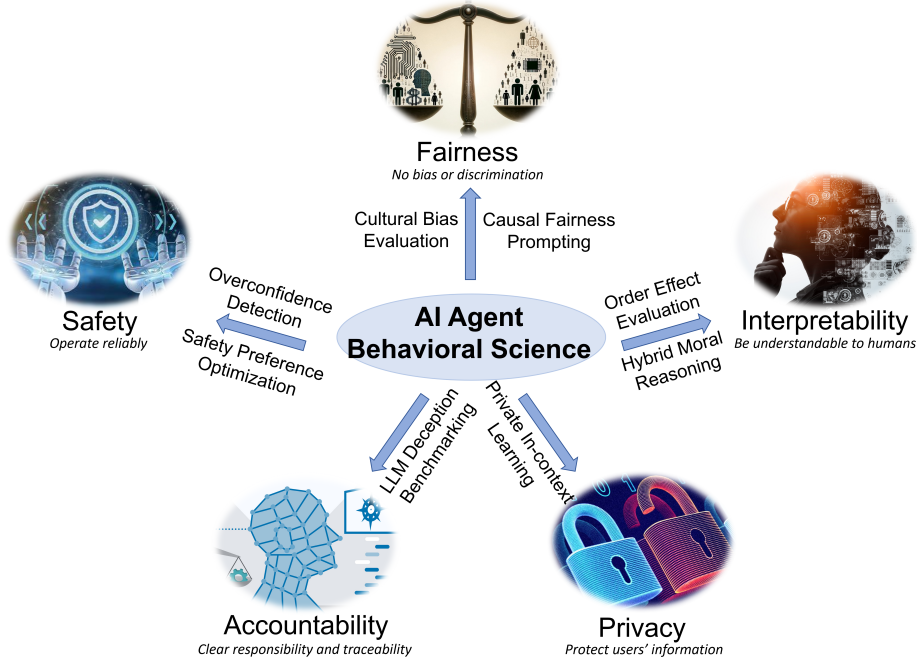 Fairness
No bias or discrimination
Cultural Bias
Evaluation
Causal Fairness
Prompting
Safety
Operate reliably
Overconfidence
Detection
Safety Preference
Optimization
AI Agent
Behavioral Science
Order Effect
Evaluation
Hybrid Moral
Reasoning
Interpretability
Be understandable to humans
LLM Deception
Benchmarking
Private In-context
Learning
Accountability
Clear responsibility and traceability
Privacy
Protect users' information